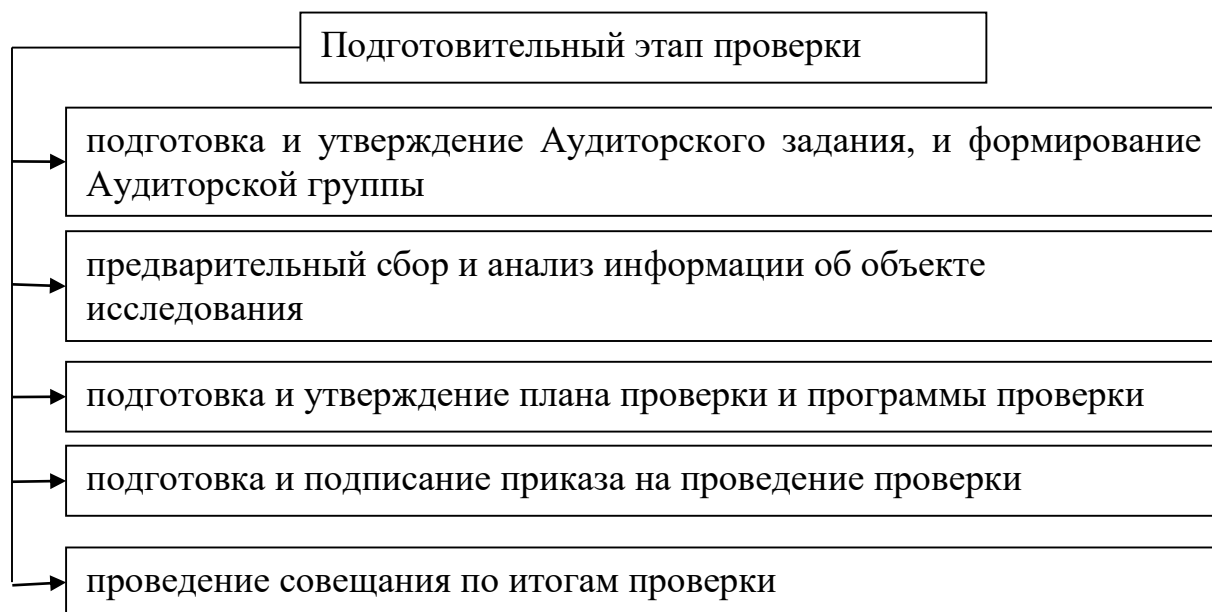 Подготовительный этап проверки
подготовка и утверждение Аудиторского задания, и формирование
Аудиторской группы
предварительный сбор и анализ информации об объекте
исследования
подготовка и утверждение плана проверки и программы проверки
подготовка и подписание приказа на проведение проверки
проведение совещания по итогам проверки